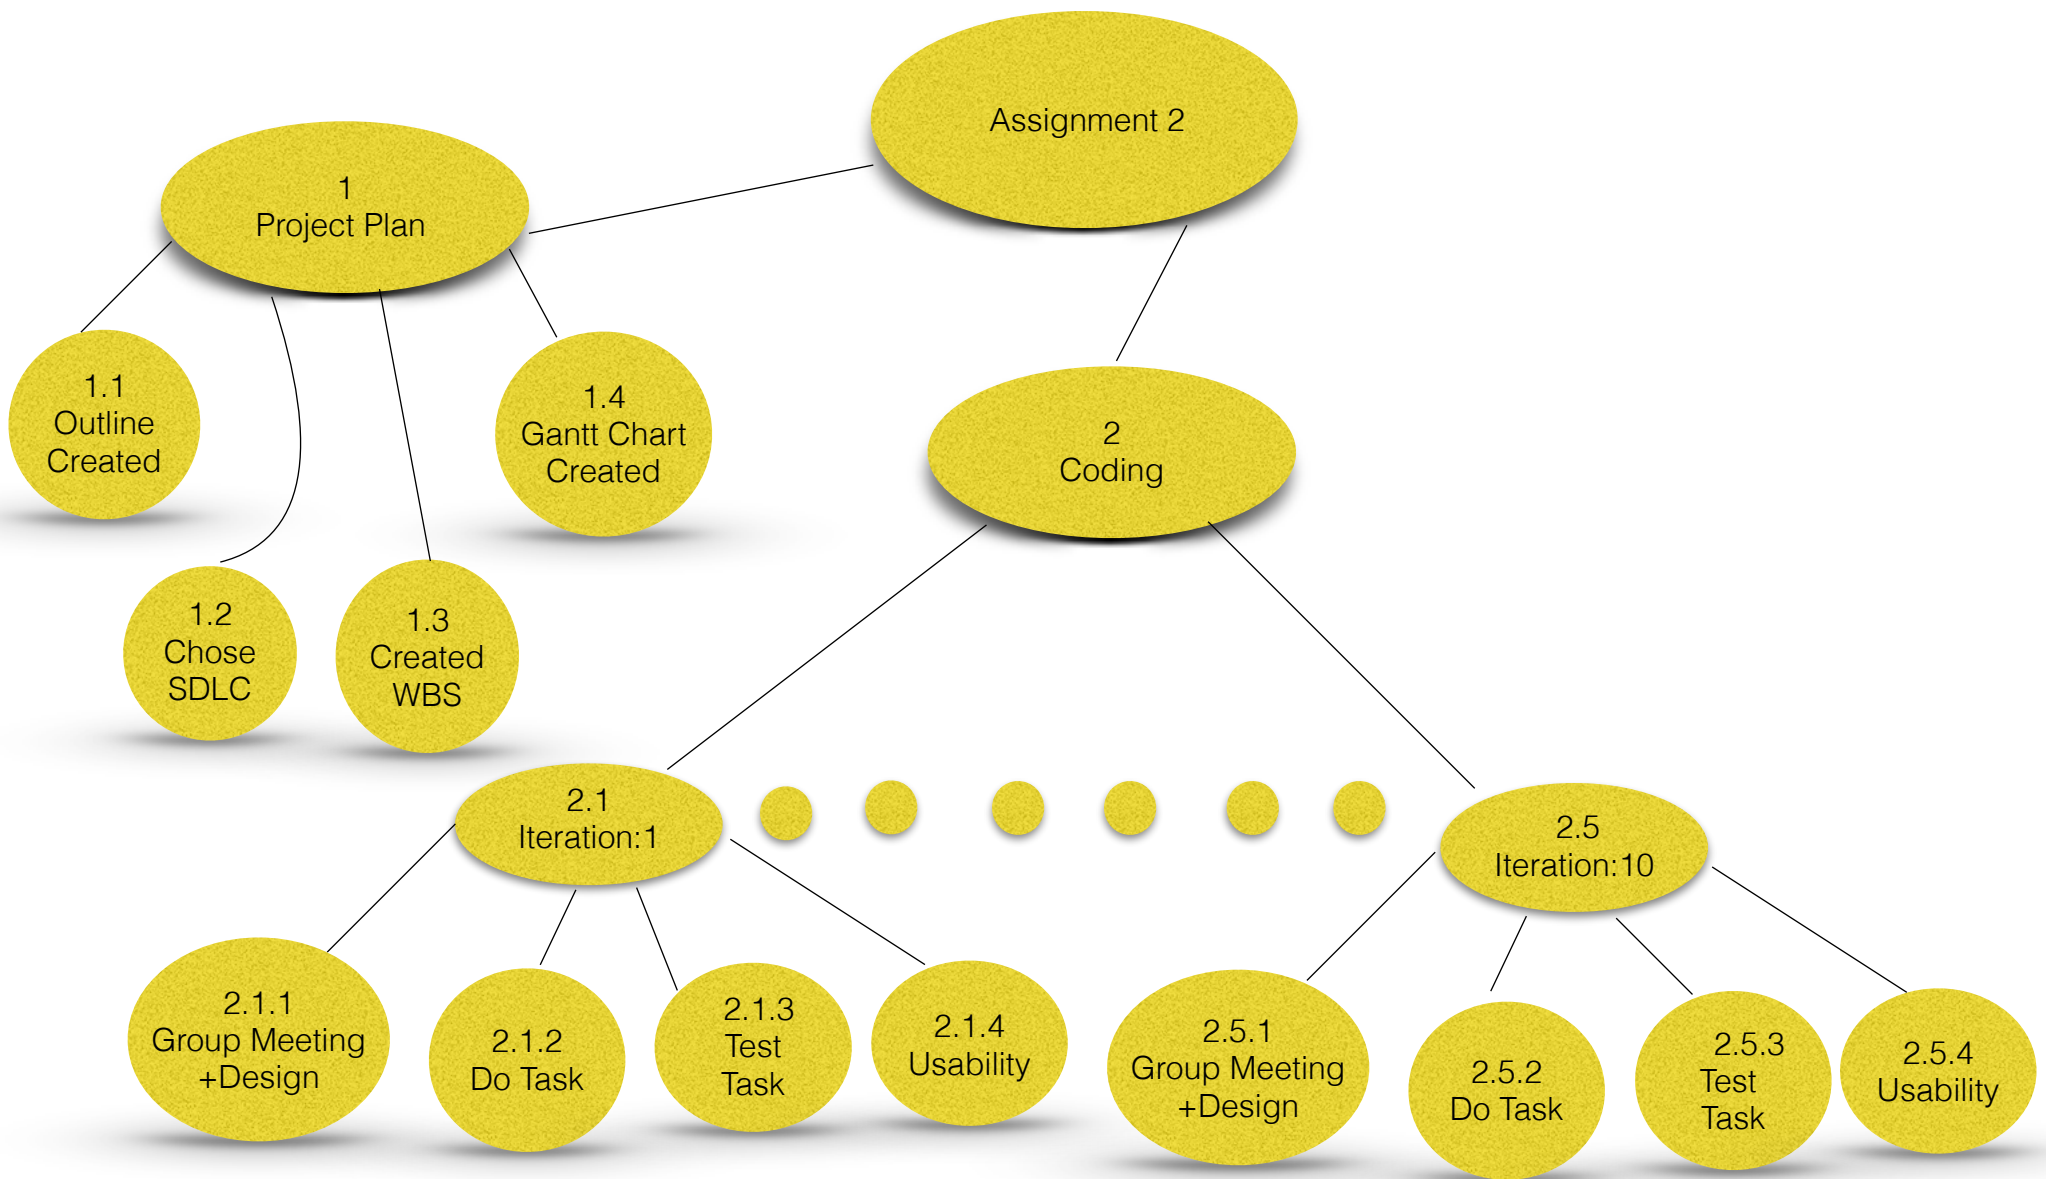 Assignment 2
1
Project Plan
1.1
Outline
Created
1.4
Gantt Chart
Created
2
Coding
1.2
Chose
SDLC
1.3
Created
WBS
2.1
Iteration:1
2.5
Iteration:10
2.1.1
Group Meeting
+Design
2.1.2
Do Task
2.1.3
Test
Task
2.1.4
Usability
2.5.1
Group Meeting
+Design
2.5.2
Do Task
2.5.3
Test
Task
2.5.4
Usability